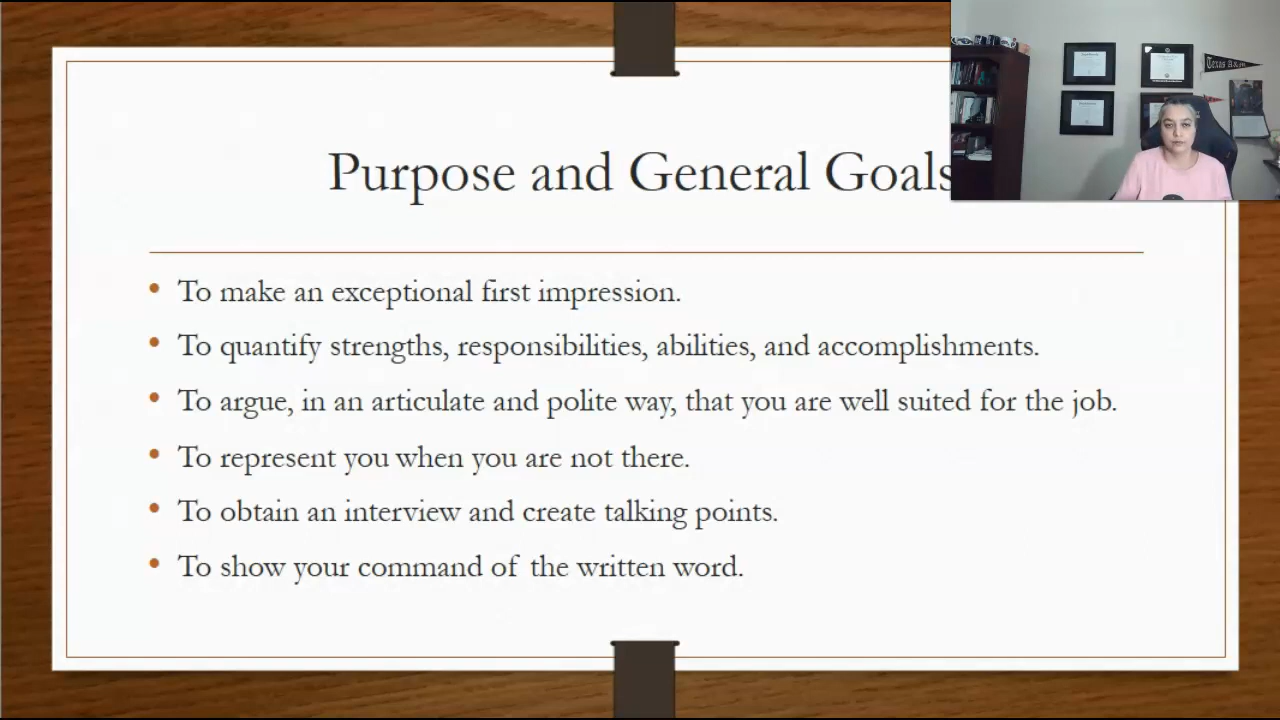 Purpose and General Goals
To make an exceptional first impression.
To quantify strengths, responsibilities, abilities, and accomplishments.
To argue, in an articulate and polite way, that you are well suited for the job.
To represent you when you are not there.
To obtain an interview and create talking points.
To show your command of the written word.